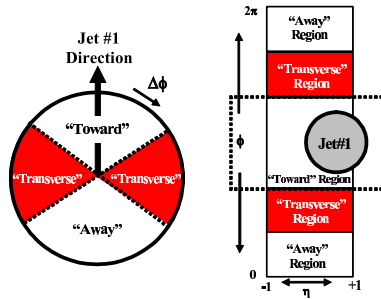 Jet #1
Direction
Δϕ
“Toward”
“Transverse”
“Transverse”
“Away”
2π
“Away”
Region
“Transverse”
Region
ϕ
Jet#1
“Toward” Region
“Transverse”
Region
“Away”
Region
0
-1
η
+1